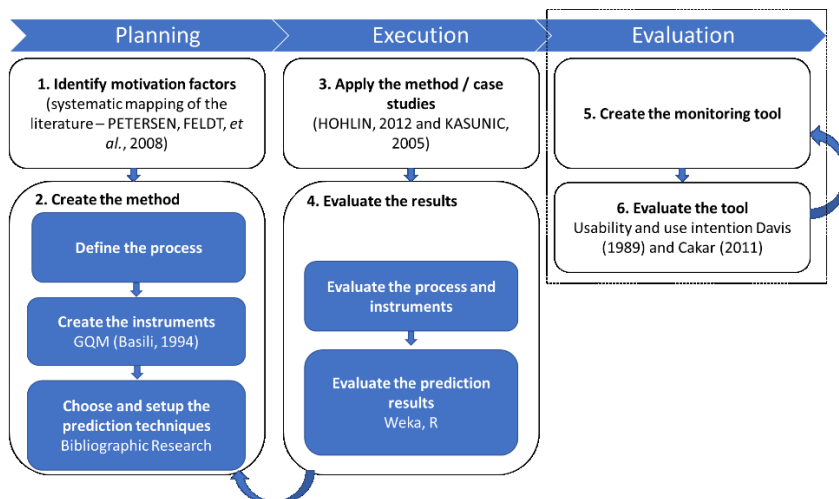 Planning
Execution
Evaluation
1. Identify motivation factors
(systematic mapping of the
literature – PETERSEN, FELDT, et
al., 2008)
2. Create the method
Define the process
Create the instruments
GQM (Basili, 1994)
Choose and setup the
prediction techniques
Bibliographic Research
3. Apply the method / case
studies
(HOHLIN, 2012 and KASUNIC,
2005)
4. Evaluate the results
Evaluate the process and
instruments
Evaluate the prediction
results
Weka, R
5. Create the monitoring tool
6. Evaluate the tool
Usability and use intention Davis
(1989) and Cakar (2011)